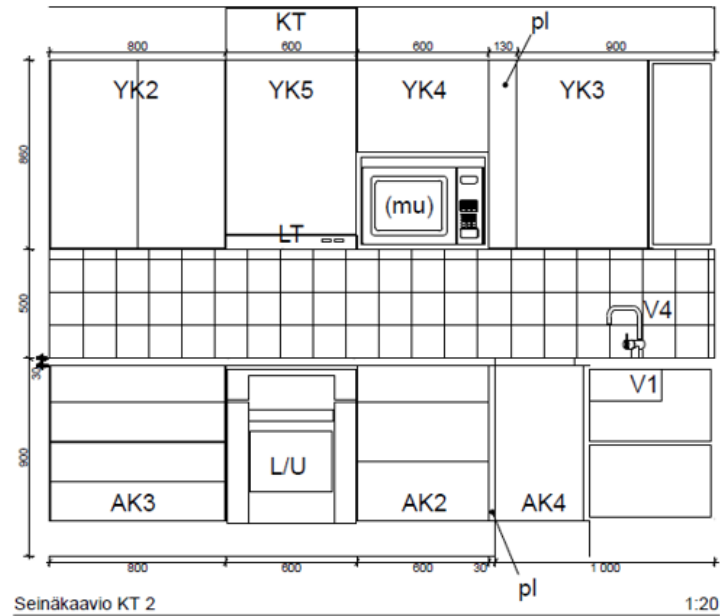 KT
pl
800 600 600 130 900
YK2 YK5 YK4 YK3
860
(mu)
LT
500
V4
30
V1
900
L/U
AK3 AK2 AK4
800 600 600 30 1 000
pl
Seinäkaavio KT 2 1:20